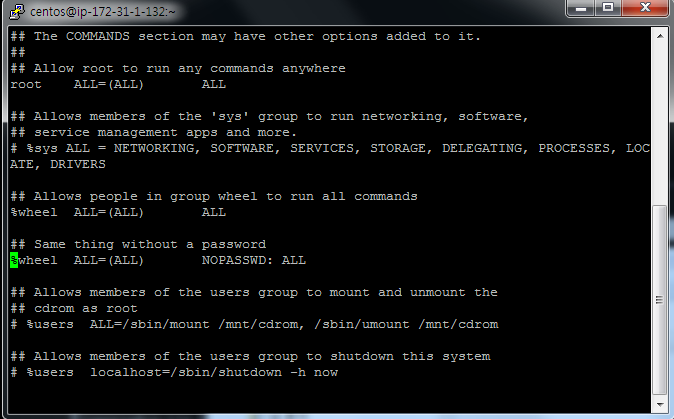 centos@ip-172-31-1-132:~
## The COMMANDS section may have other options added to it.
##
## Allow root to run any commands anywhere
root    ALL=(ALL)       ALL
## Allows members of the 'sys' group to run networking, software,
## service management apps and more.
# %sys ALL = NETWORKING, SOFTWARE, SERVICES, STORAGE, DELEGATING, PROCESSES, LOC
ATE, DRIVERS
## Allows people in group wheel to run all commands
%wheel  ALL=(ALL)       ALL
## Same thing without a password
%wheel  ALL=(ALL)       NOPASSWD: ALL
## Allows members of the users group to mount and unmount the
## cdrom as root
# %users  ALL=/sbin/mount /mnt/cdrom, /sbin/umount /mnt/cdrom
## Allows members of the users group to shutdown this system
# %users  localhost=/sbin/shutdown -h now